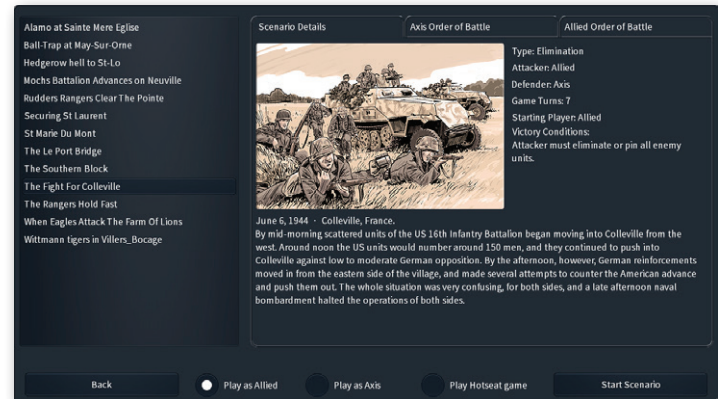 Alamo at Sainte Mere Eglise
Ball-Trap at May-Sur-Orne
Hedgerow hell to St-Lo
Mochs Battalion Advances on Neuville
Rudders Rangers Clear The Pointe
Securing St Laurent
St Marie Du Mont
The Le Port Bridge
The Southern Block
The Fight For Colleville
The Rangers Hold Fast
When Eagles Attack The Farm Of Lions
Wittmann tigers in Villers_Bocage
Scenario Details
Axis Order of Battle
Allied Order of Battle
Type: Elimination
Attacker: Allied
Defender: Axis
Game Turns: 7
Starting Player: Allied
Victory Conditions:
Attacker must eliminate or pin all enemy
units.
June 6, 1944 · Colleville, France.
By mid-morning scattered units of the US 16th Infantry Battalion began moving into Colleville from the
west. Around noon the US units would number around 150 men, and they continued to push into
Colleville against low to moderate German opposition. By the afternoon, however, German reinforcements
moved in from the eastern side of the village, and made several attempts to counter the American advance
and push them out. The whole situation was very confusing, for both sides, and a late afternoon naval
bombardment halted the operations of both sides.
Back
Play as Allied
Play as Axis
Play Hotseat game
Start Scenario